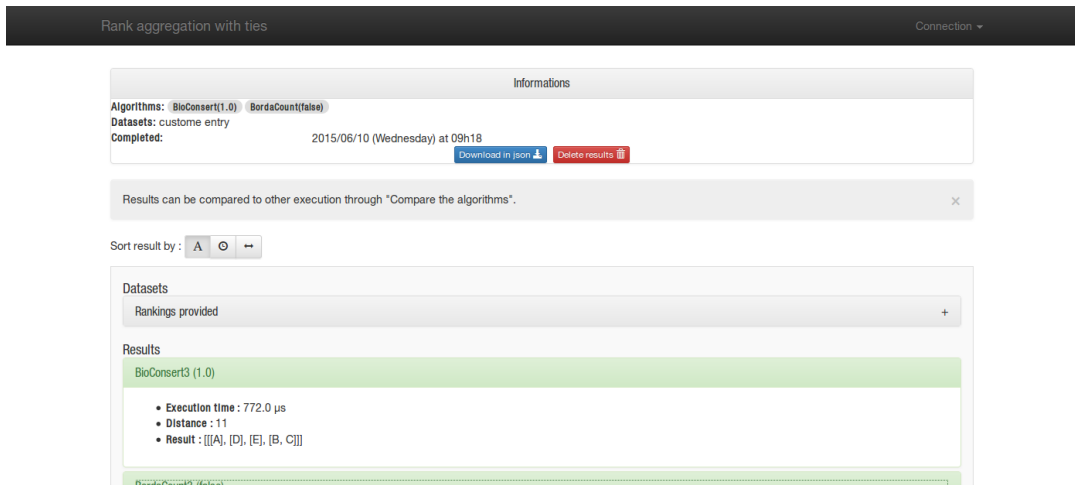 Rank aggregation with ties Connection
Informations
Algorithms: BioConsert(1.0) BordaCount(false)
Datasets: custome entry
Completed: 2015/06/10 (Wednesday) at 09h18
Download in json Delete results
Results can be compared to other execution through "Compare the algorithms". ×
Sort result by : A
Datasets
Rankings provided +
Results
BioConsert3 (1.0)
• Execution time : 772.0 µs
• Distance : 11
• Result : [[[A], [D], [E], [B, C]]]